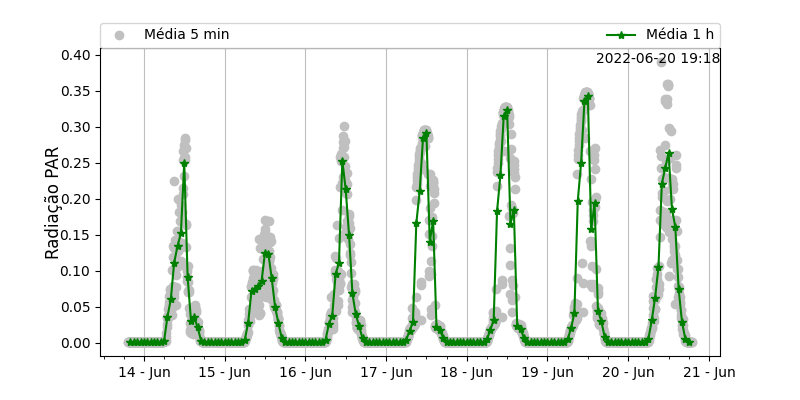 Média 5 min
Média 1 h
2022-06-20 19:18
Radiação PAR
0.40
0.35
0.30
0.25
0.20
0.15
0.10
0.05
0.00
14 - Jun
15 - Jun
16 - Jun
17 - Jun
18 - Jun
19 - Jun
20 - Jun
21 - Jun